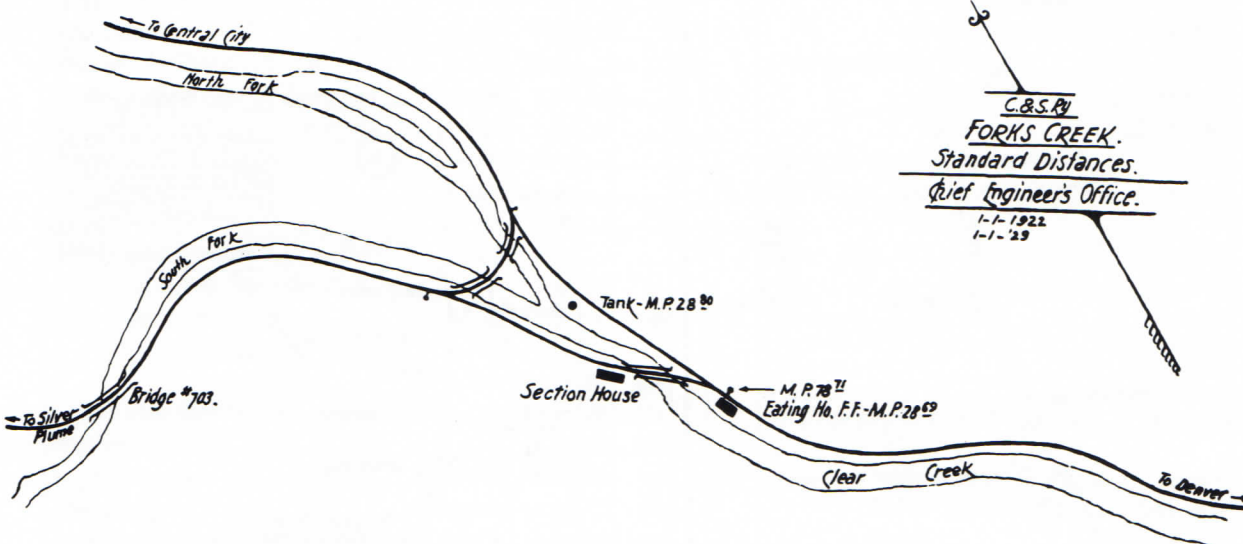 To Central City
North Fork
C.&S.Ry
FORKS CREEK.
Standard Distances.
Chief Engineer's Office.
1-1-1922
1-1-'29
South Fork
Tank-M.P. 28 80
Section House
M.P. 78 71
Eating Ho. F.F.-M.P. 28 69
Bridge #703.
To Silver
Plume
Clear Creek
To Denver